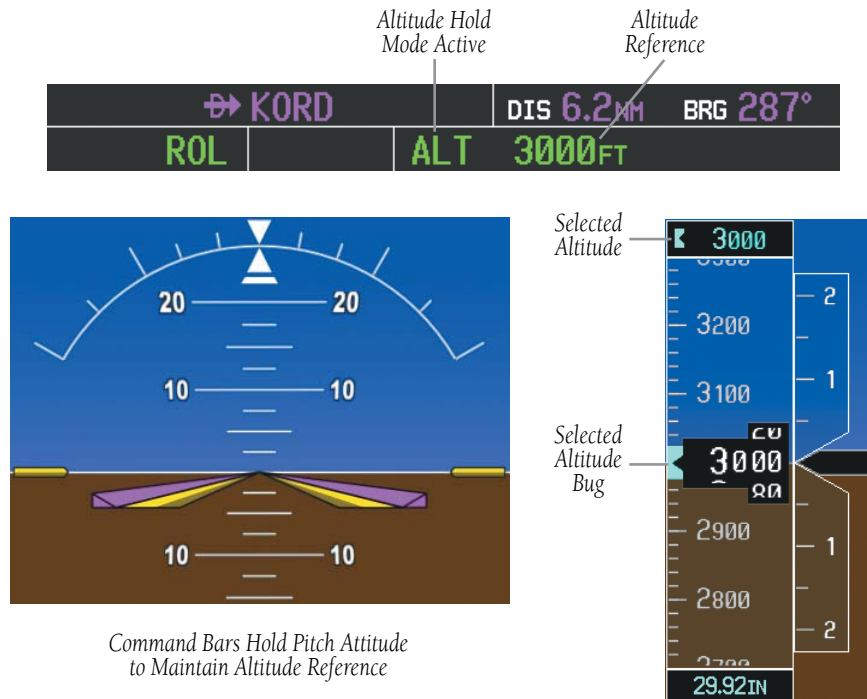 Altitude Hold
Mode Active
Altitude
Reference
KORD
DIS 6.2NM BRG 287°
ROL ALT 3000FT
20 20
10 10
10 10
Command Bars Hold Pitch Attitude
to Maintain Altitude Reference
Selected
Altitude
3000
3200
3100
Selected
Altitude
Bug
3000
80
2900
2800
29.92IN
2
1
1
2